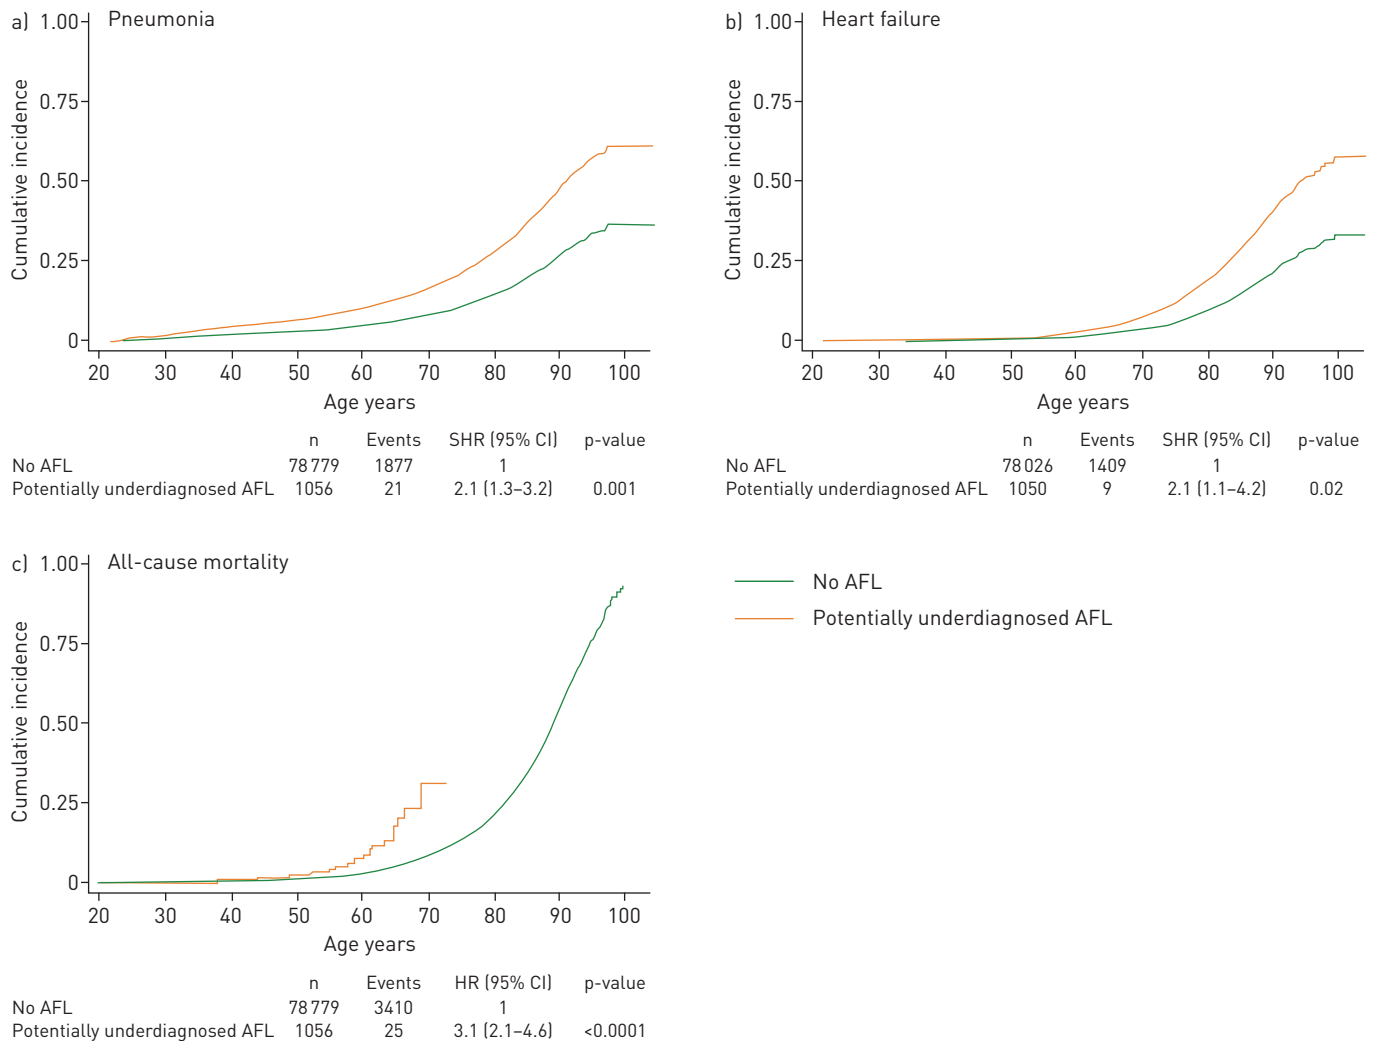 a) Pneumonia
Cumulative incidence
1.00
0.75
0.50
0.25
0
20 30 40 50 60 70 80 90 100
Age years
n Events SHR (95% CI) p-value
No AFL 78 779 1877 1
Potentially underdiagnosed AFL 1056 21 2.1 (1.3–3.2) 0.001
b) Heart failure
Cumulative incidence
1.00
0.75
0.50
0.25
0
20 30 40 50 60 70 80 90 100
Age years
n Events SHR (95% CI) p-value
No AFL 78 026 1409 1
Potentially underdiagnosed AFL 1050 9 2.1 (1.1–4.2) 0.02
c) All-cause mortality
Cumulative incidence
1.00
0.75
0.50
0.25
0
20 30 40 50 60 70 80 90 100
Age years
n Events HR (95% CI) p-value
No AFL 78 779 3410 1
Potentially underdiagnosed AFL 1056 25 3.1 (2.1–4.6) <0.0001
No AFL
Potentially underdiagnosed AFL